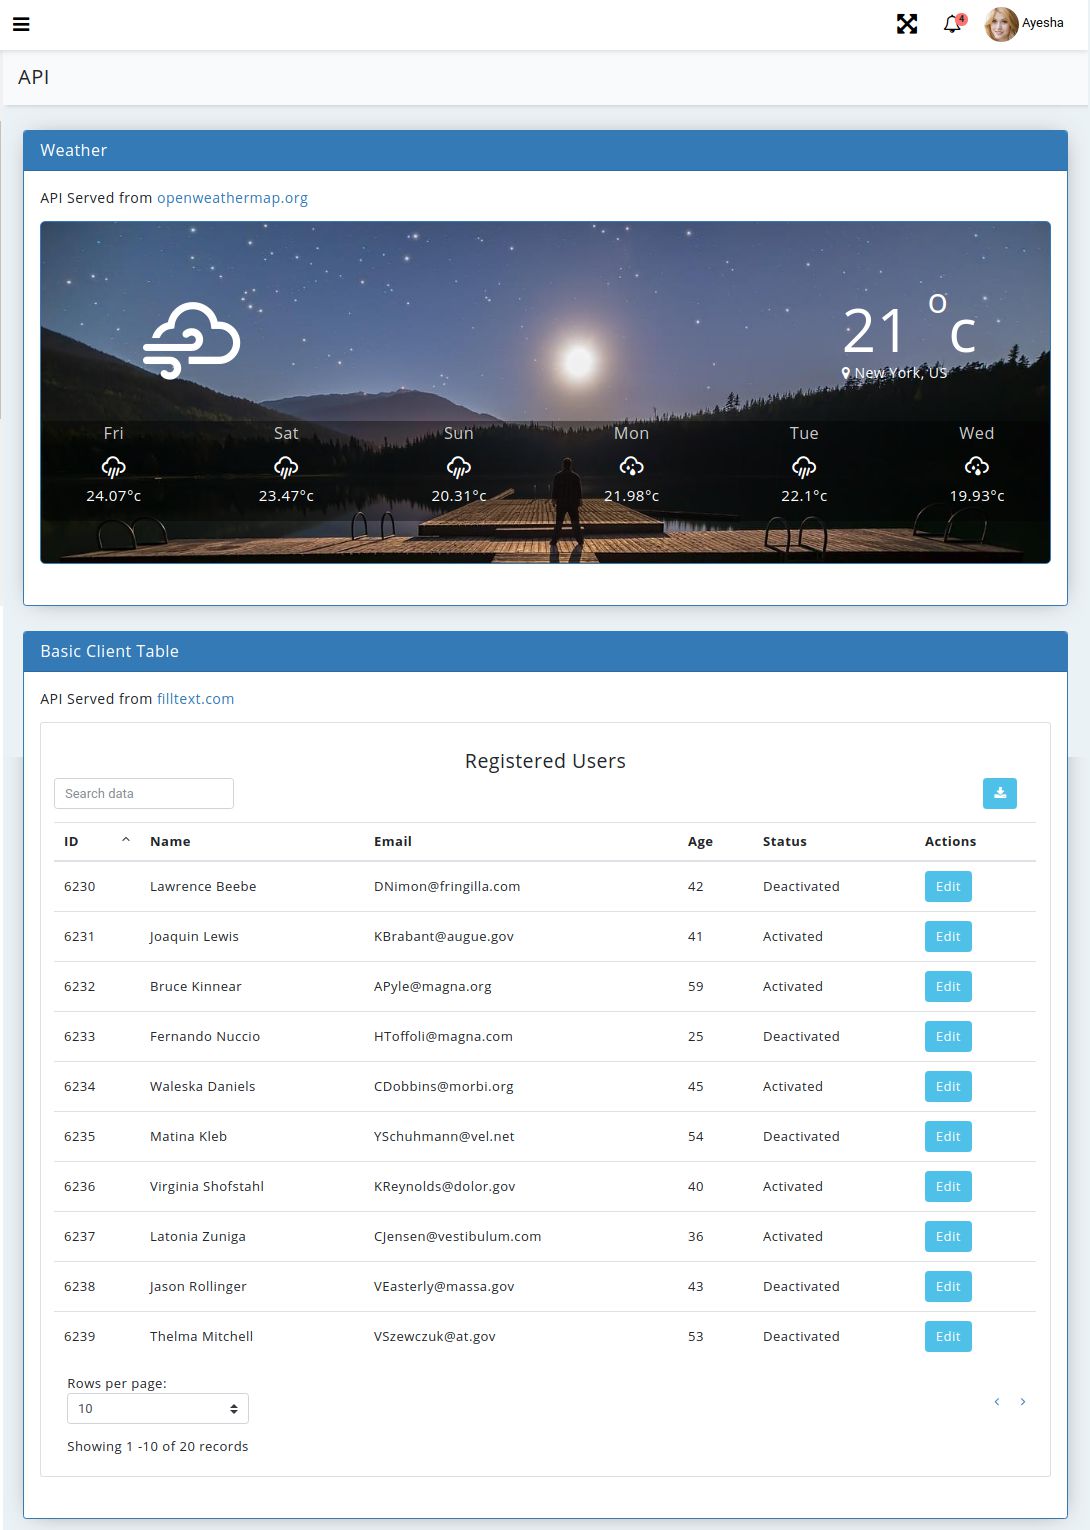 4
Ayesha
API
Weather
API Served from openweathermap.org
21 °c
New York, US
Fri Sat Sun Mon Tue Wed
24.07°c 23.47°c 20.31°c 21.98°c 22.1°c 19.93°c
Basic Client Table
API Served from filltext.com
Registered Users
Search data
ID Name Email Age Status Actions
6230 Lawrence Beebe DNimon@fringilla.com 42 Deactivated Edit
6231 Joaquin Lewis KBrabant@augue.gov 41 Activated Edit
6232 Bruce Kinnear APyle@magna.org 59 Activated Edit
6233 Fernando Nuccio HToffoli@magna.com 25 Deactivated Edit
6234 Waleska Daniels CDobbins@morbi.org 45 Activated Edit
6235 Matina Kleb YSchuhmann@vel.net 54 Deactivated Edit
6236 Virginia Shofstahl KReynolds@dolor.gov 40 Activated Edit
6237 Latonia Zuniga CJensen@vestibulum.com 36 Activated Edit
6238 Jason Rollinger VEasterly@massa.gov 43 Deactivated Edit
6239 Thelma Mitchell VSzewczuk@at.gov 53 Deactivated Edit
Rows per page:
10
Showing 1 -10 of 20 records